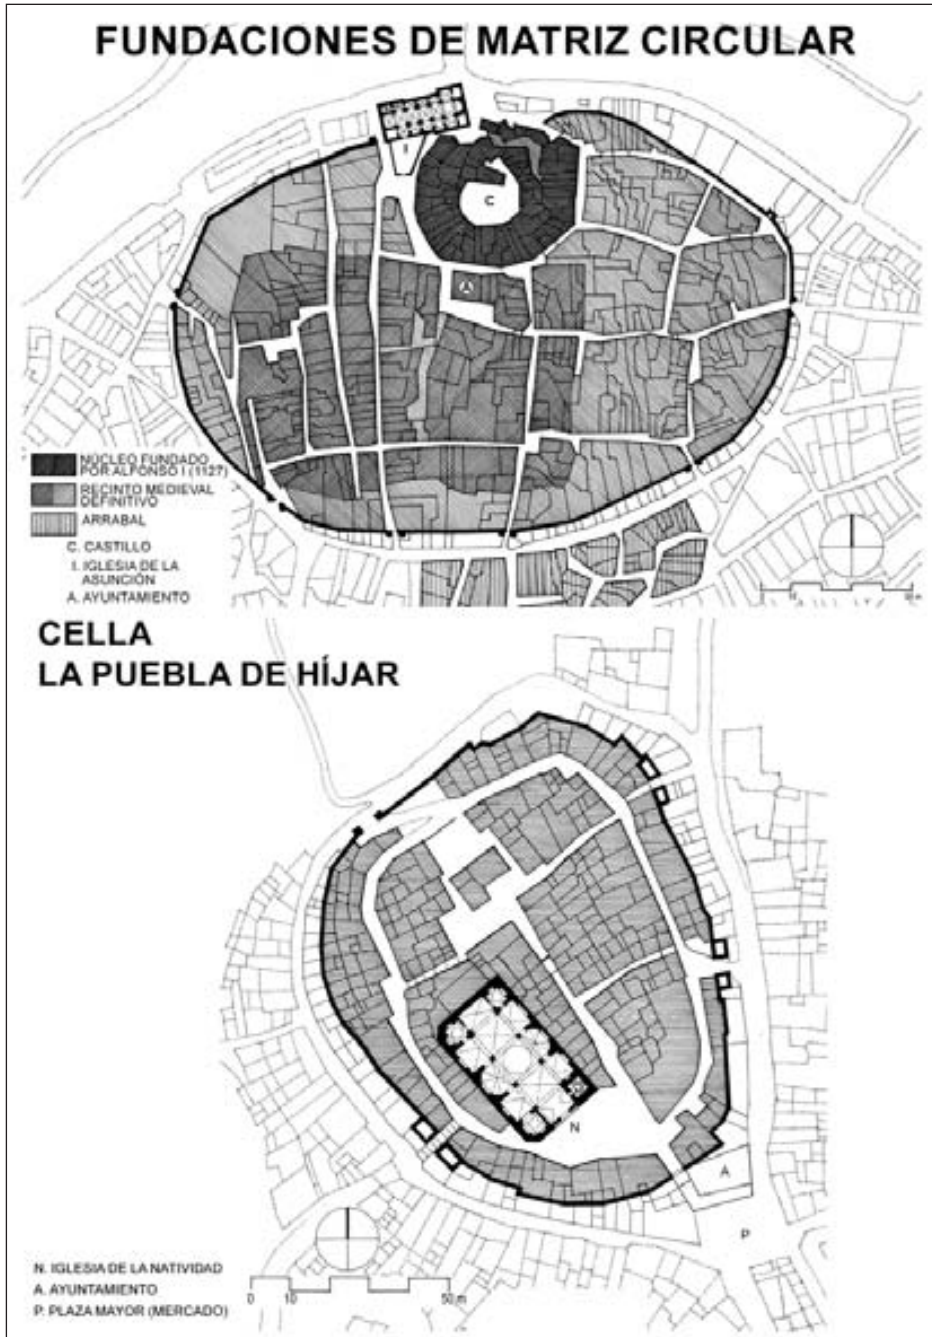 FUNDACIONES DE MATRIZ CIRCULAR
I
C
A
NÚCLEO FUNDADO
POR ALFONSO I (1127)
RECINTO MEDIEVAL
DEFINITIVO
ARRABAL
C. CASTILLO
I. IGLESIA DE LA
ASUNCIÓN
A. AYUNTAMIENTO
CELLA
LA PUEBLA DE HÍJAR
N
A
P
N. IGLESIA DE LA NATIVIDAD
A. AYUNTAMIENTO
P. PLAZA MAYOR (MERCADO)
0 10 50 m